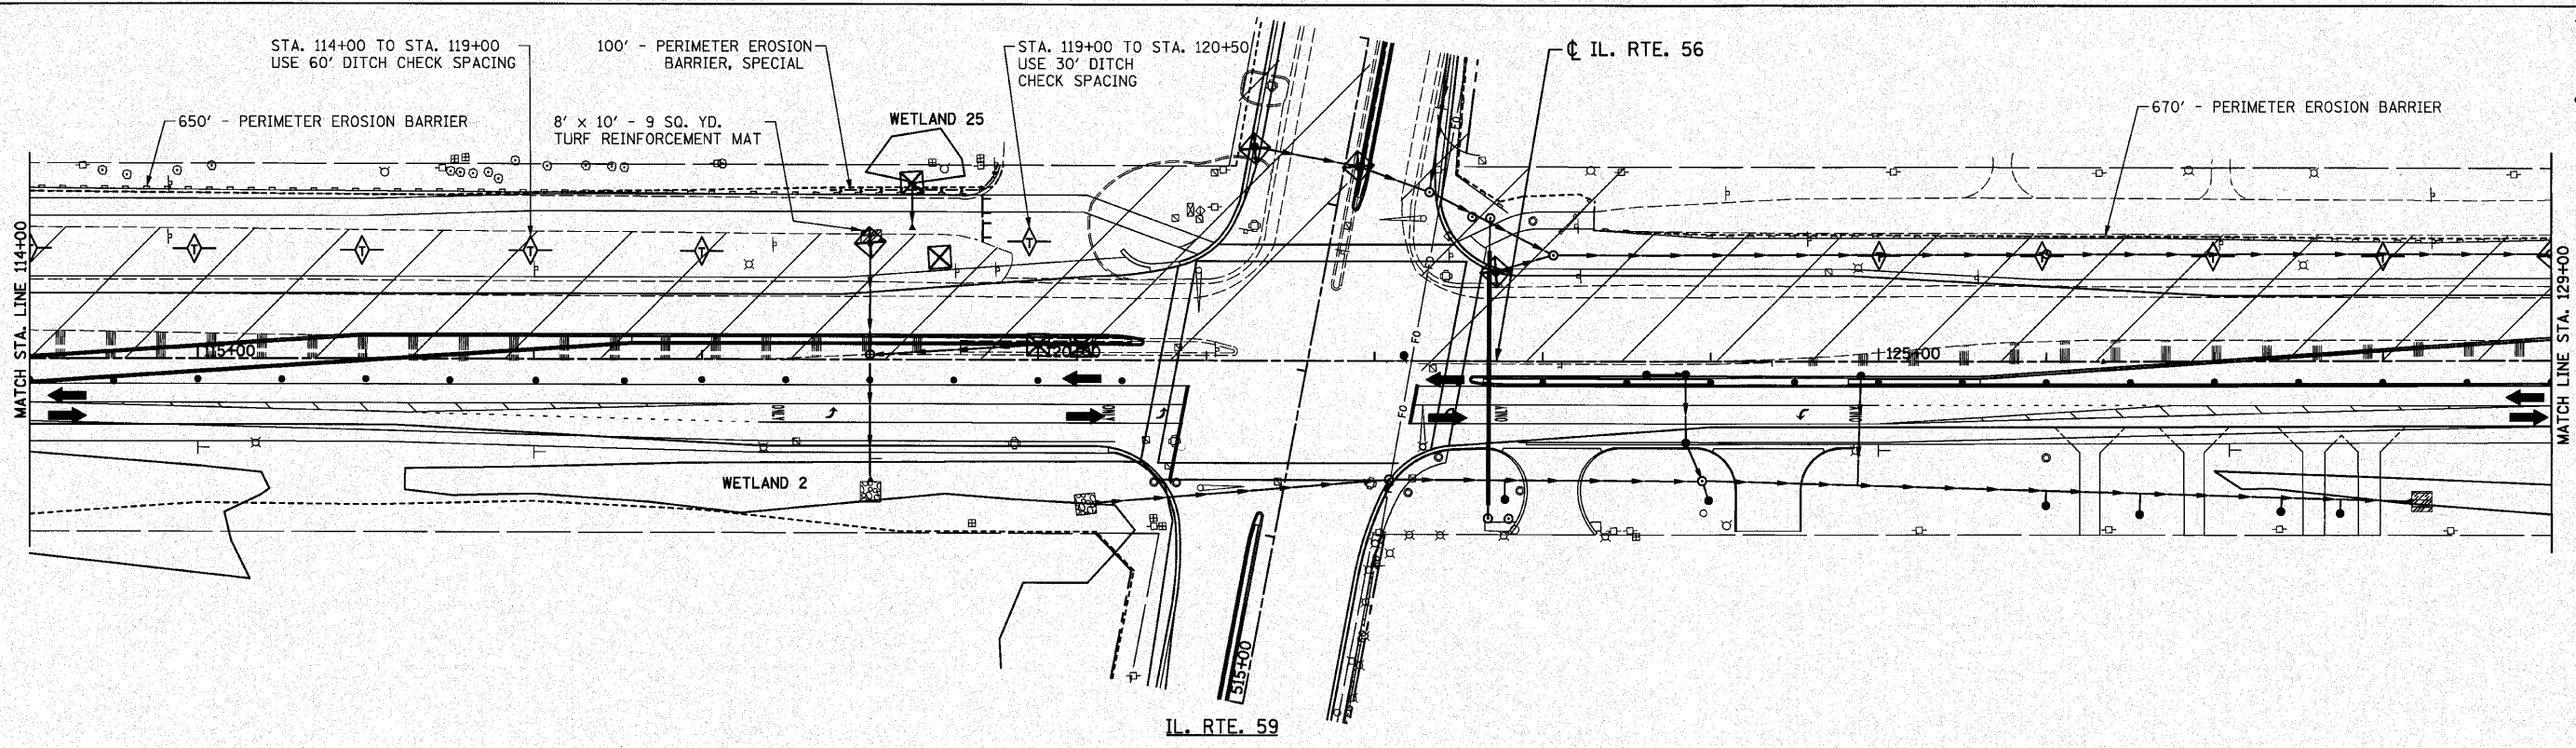 STA. 114+00 TO STA. 119+00
USE 60' DITCH CHECK SPACING
100' - PERIMETER EROSION
BARRIER, SPECIAL
STA. 119+00 TO STA. 120+50
USE 30' DITCH
CHECK SPACING
℄ IL. RTE. 56
650' - PERIMETER EROSION BARRIER
8' x 10' - 9 SQ. YD.
TURF REINFORCEMENT MAT
WETLAND 25
670' - PERIMETER EROSION BARRIER
FO
MATCH STA. LINE 114+00
T
T
T
T
T
T
T
T
T
MATCH LINE STA. 129+00
115+00
125+00
FO
FO
ONLY
ONLY
ONLY
ONLY
WETLAND 2
515+00
IL. RTE. 59